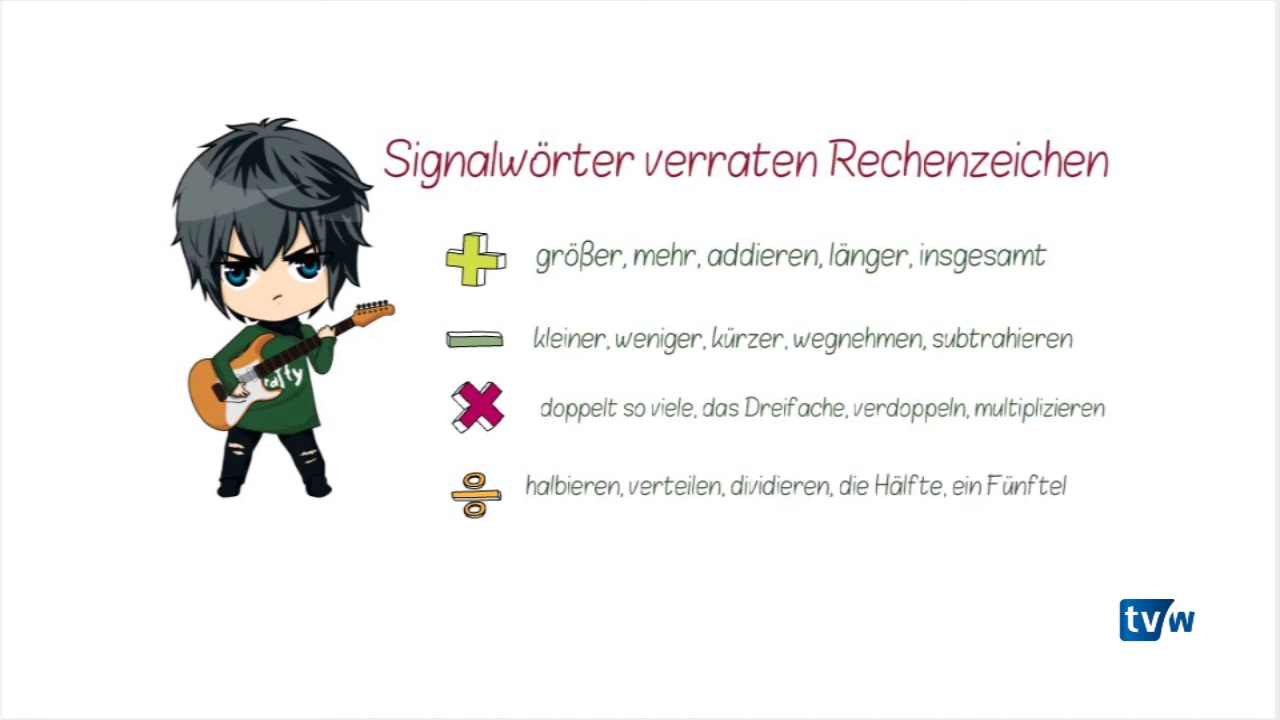 Signalwörter verraten Rechenzeichen
größer, mehr, addieren, länger, insgesamt
kleiner, weniger, kürzer, wegnehmen, subtrahieren
doppelt so viele, das Dreifache, verdoppeln, multiplizieren
halbieren, verteilen, dividieren, die Hälfte, ein Fünftel
tvw